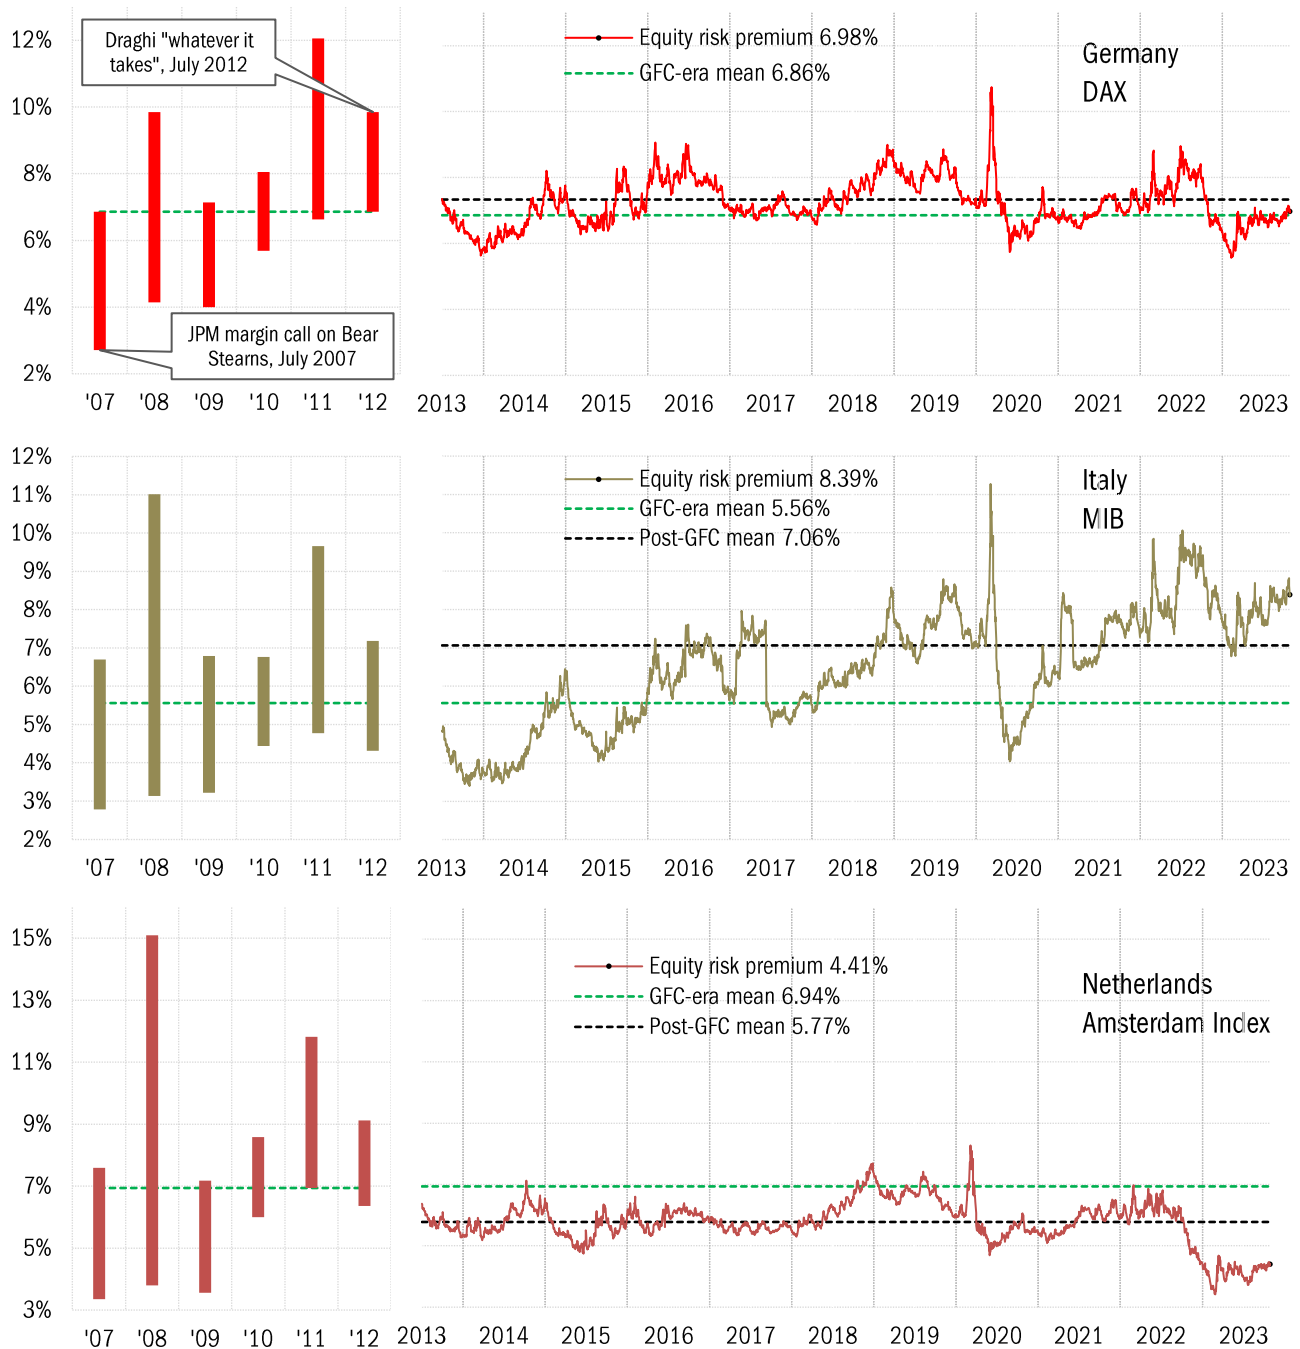 12%
10%
8%
6%
4%
2%
Draghi "whatever it
takes", July 2012
JPM margin call on Bear
Stearns, July 2007
'07 '08 '09 '10 '11 '12
Equity risk premium 6.98%
GFC-era mean 6.86%
Germany
DAX
2013 2014 2015 2016 2017 2018 2019 2020 2021 2022 2023
12%
11%
10%
9%
8%
7%
6%
5%
4%
3%
2%
'07 '08 '09 '10 '11 '12
Equity risk premium 8.39%
GFC-era mean 5.56%
Post-GFC mean 7.06%
Italy
MIB
2013 2014 2015 2016 2017 2018 2019 2020 2021 2022 2023
15%
13%
11%
9%
7%
5%
3%
'07 '08 '09 '10 '11 '12
Equity risk premium 4.41%
GFC-era mean 6.94%
Post-GFC mean 5.77%
Netherlands
Amsterdam Index
2013 2014 2015 2016 2017 2018 2019 2020 2021 2022 2023